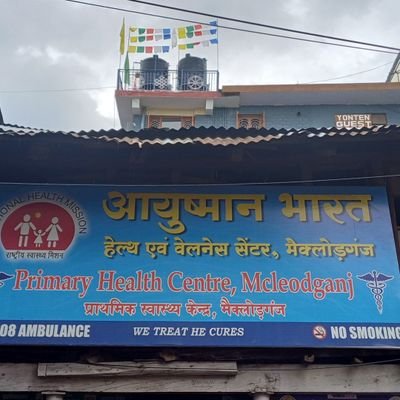 YONTEN
GUEST
NATIONAL HEALTH MISSION
राष्ट्रीय स्वास्थ्य मिशन
आयुष्मान भारत
हेल्थ एवं वेलनेस सेंटर, मैक्लोड़गंज
Primary Health Centre, Mcleodganj
प्राथमिक स्वास्थ्य केन्द्र, मैक्लोड़गंज
08 AMBULANCE
WE TREAT HE CURES
NO SMOKING